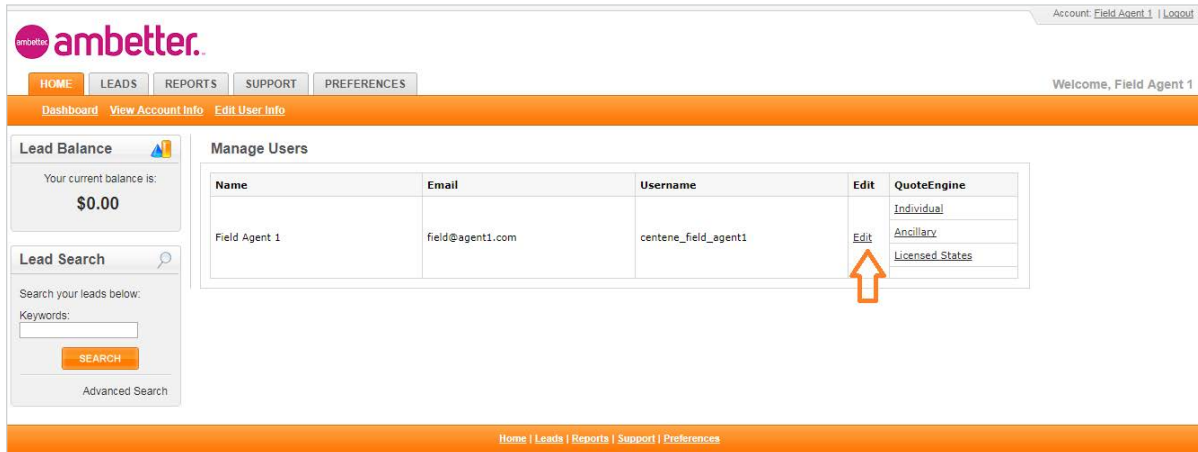 Account: Field Agent 1 | Logout
ambetter ambetter.
HOME LEADS REPORTS SUPPORT PREFERENCES
Welcome, Field Agent 1
Dashboard View Account Info Edit User Info
Lead Balance
Your current balance is:
$0.00
Lead Search
Search your leads below:
Keywords:
SEARCH
Advanced Search
Manage Users
Name Email Username Edit QuoteEngine
Field Agent 1 field@agent1.com centene_field_agent1 Edit
Individual
Ancillary
Licensed States
Home | Leads | Reports | Support | Preferences